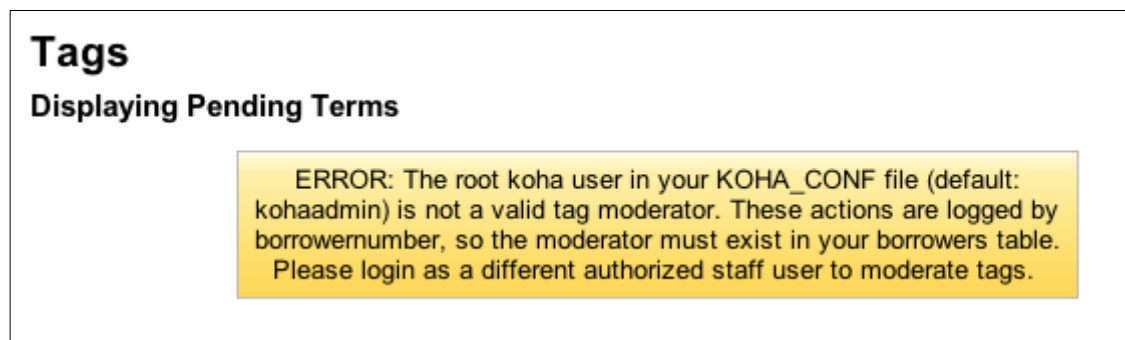 Tags
Displaying Pending Terms
ERROR: The root koha user in your KOHA_CONF file (default:
kohaadmin) is not a valid tag moderator. These actions are logged by
borrowernumber, so the moderator must exist in your borrowers table.
Please login as a different authorized staff user to moderate tags.